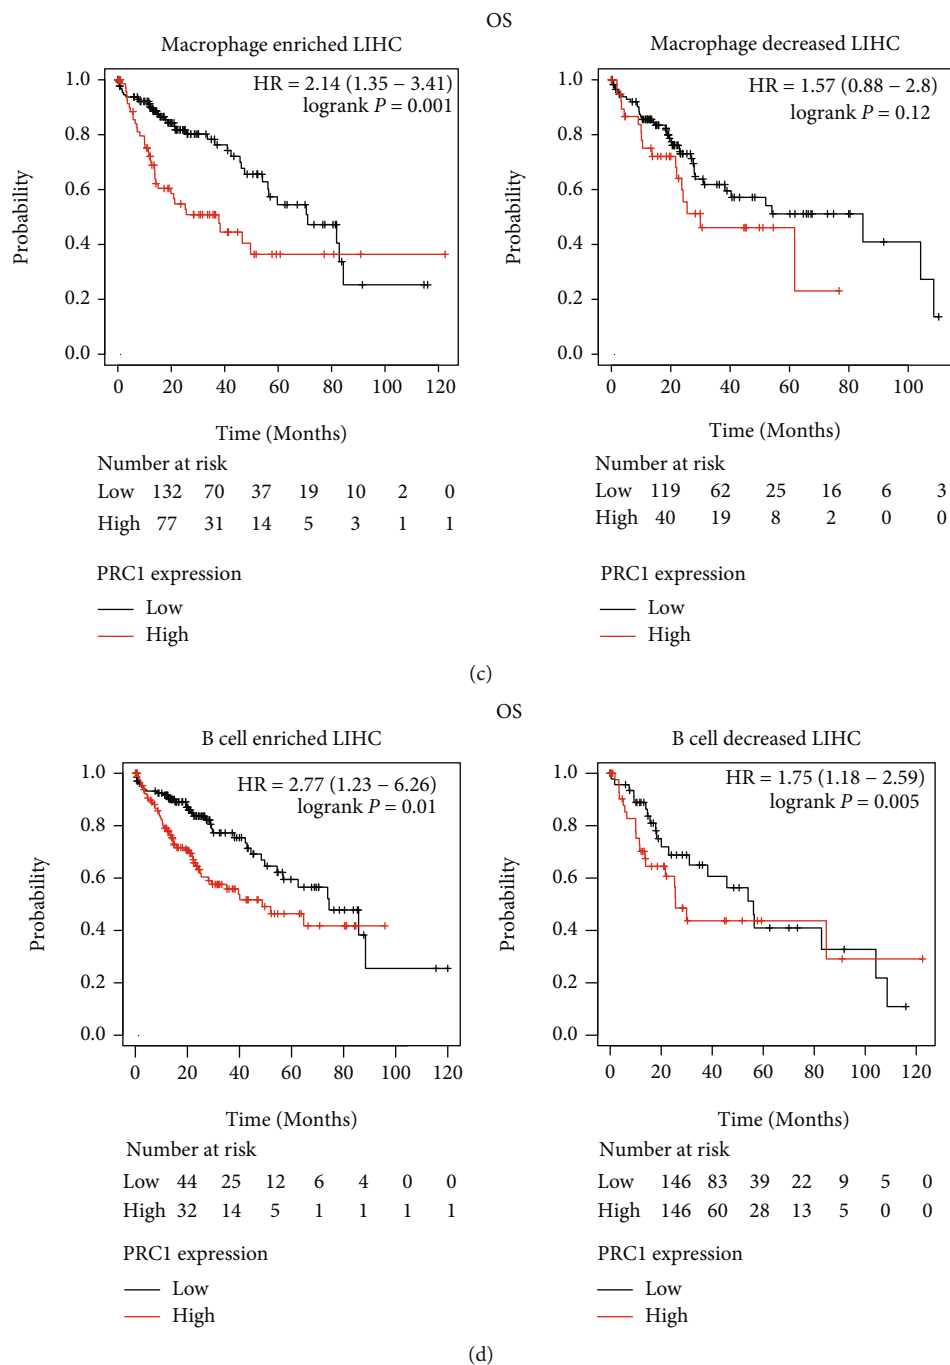 OS
Macrophage enriched LIHC
HR = 2.14 (1.35 – 3.41)
logrank P = 0.001
Probability
1.0
0.8
0.6
0.4
0.2
0.0
0 20 40 60 80 100 120
Time (Months)
Number at risk
Low 132 70 37 19 10 2 0
High 77 31 14 5 3 1 1
PRC1 expression
Low
High
Macrophage decreased LIHC
HR = 1.57 (0.88 – 2.8)
logrank P = 0.12
Probability
1.0
0.8
0.6
0.4
0.2
0.0
0 20 40 60 80 100
Time (Months)
Number at risk
Low 119 62 25 16 6 3
High 40 19 8 2 0 0
PRC1 expression
Low
High
(c)
OS
B cell enriched LIHC
HR = 2.77 (1.23 – 6.26)
logrank P = 0.01
Probability
1.0
0.8
0.6
0.4
0.2
0.0
0 20 40 60 80 100 120
Time (Months)
Number at risk
Low 44 25 12 6 4 0 0
High 32 14 5 1 1 1 1
PRC1 expression
Low
High
B cell decreased LIHC
HR = 1.75 (1.18 – 2.59)
logrank P = 0.005
Probability
1.0
0.8
0.6
0.4
0.2
0.0
0 20 40 60 80 100 120
Time (Months)
Number at risk
Low 146 83 39 22 9 5 0
High 146 60 28 13 5 0 0
PRC1 expression
Low
High
(d)